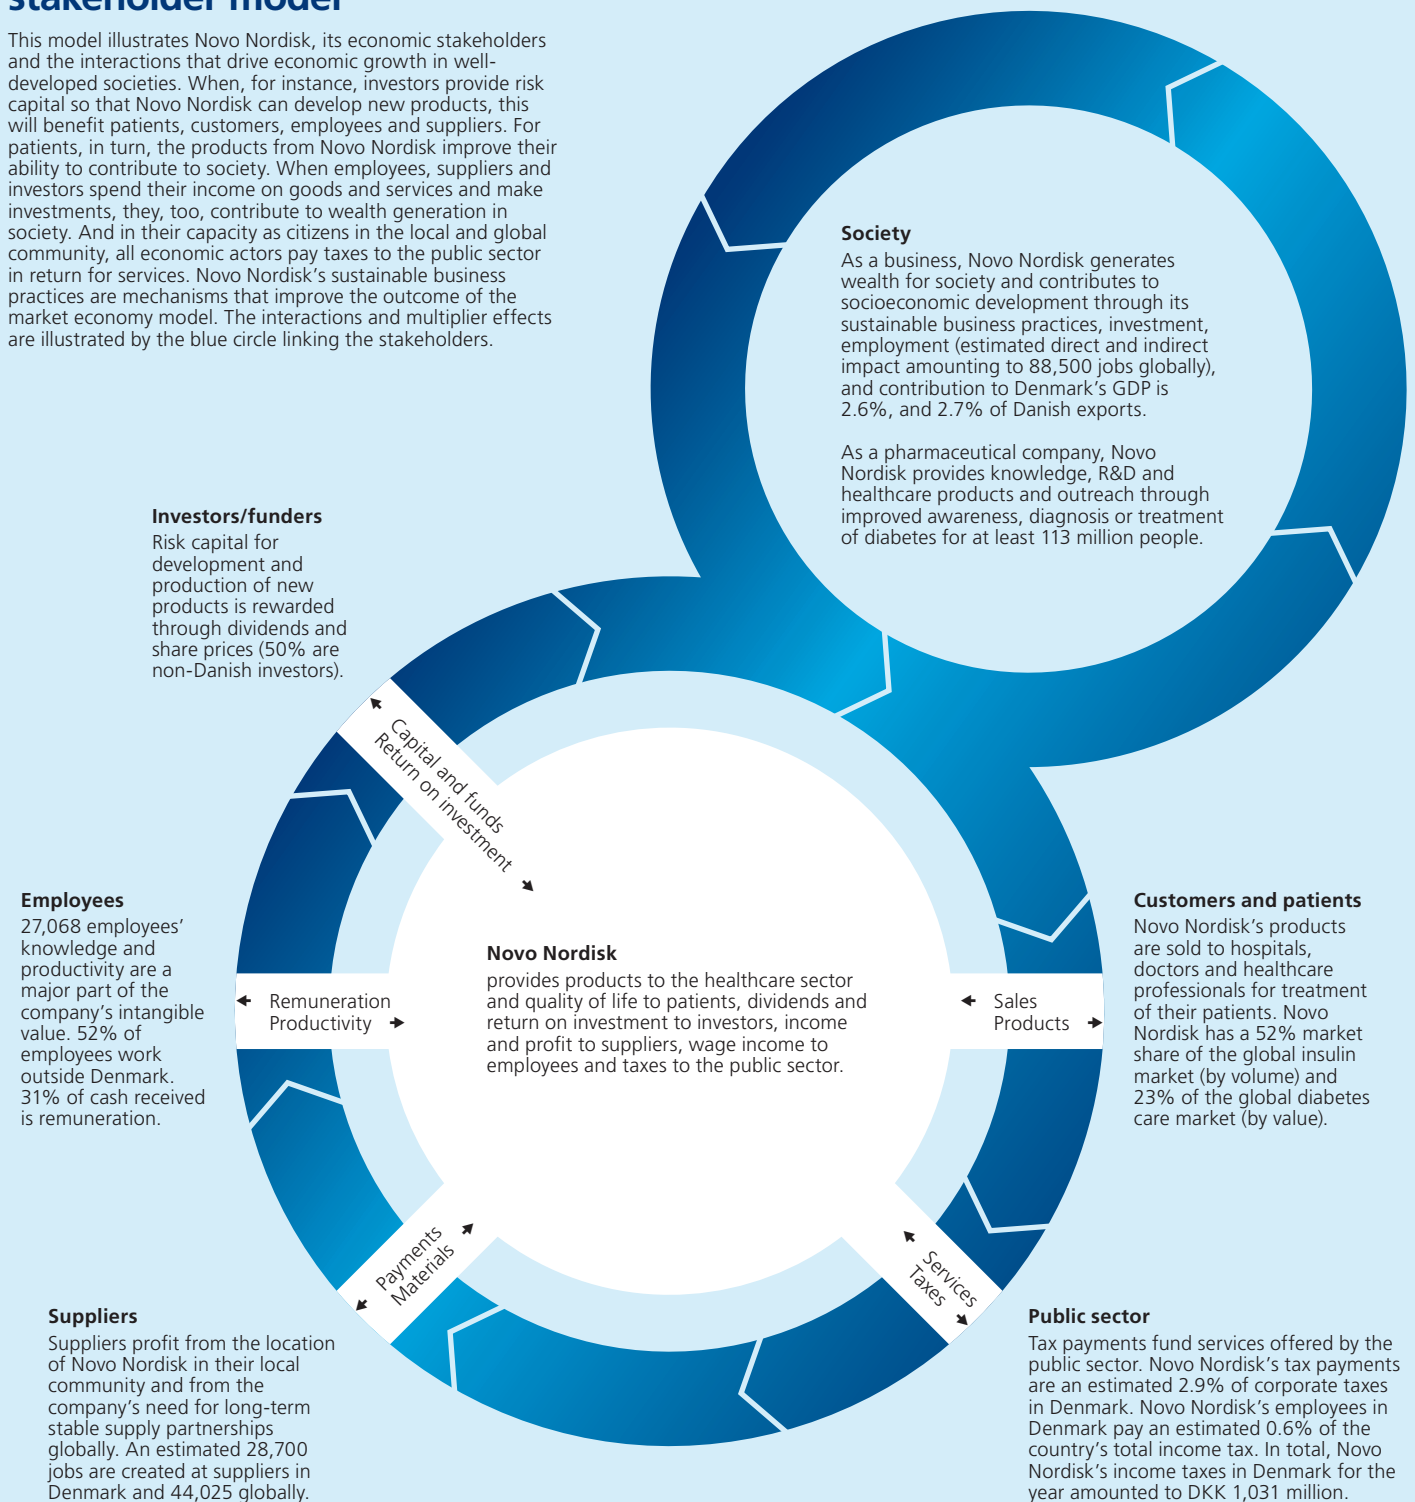 stakeholder model
This model illustrates Novo Nordisk, its economic stakeholders
and the interactions that drive economic growth in well-
developed societies. When, for instance, investors provide risk
capital so that Novo Nordisk can develop new products, this
will benefit patients, customers, employees and suppliers. For
patients, in turn, the products from Novo Nordisk improve their
ability to contribute to society. When employees, suppliers and
investors spend their income on goods and services and make
investments, they, too, contribute to wealth generation in
society. And in their capacity as citizens in the local and global
community, all economic actors pay taxes to the public sector
in return for services. Novo Nordisk's sustainable business
practices are mechanisms that improve the outcome of the
market economy model. The interactions and multiplier effects
are illustrated by the blue circle linking the stakeholders.
Society
As a business, Novo Nordisk generates
wealth for society and contributes to
socioeconomic development through its
sustainable business practices, investment,
employment (estimated direct and indirect
impact amounting to 88,500 jobs globally),
and contribution to Denmark's GDP is
2.6%, and 2.7% of Danish exports.
As a pharmaceutical company, Novo
Nordisk provides knowledge, R&D and
healthcare products and outreach through
improved awareness, diagnosis or treatment
of diabetes for at least 113 million people.
Investors/funders
Risk capital for
development and
production of new
products is rewarded
through dividends and
share prices (50% are
non-Danish investors).
Capital and funds
Return on investment
Employees
27,068 employees'
knowledge and
productivity are a
major part of the
company's intangible
value. 52% of
employees work
outside Denmark.
31% of cash received
is remuneration.
Remuneration
Productivity
Novo Nordisk
provides products to the healthcare sector
and quality of life to patients, dividends and
return on investment to investors, income
and profit to suppliers, wage income to
employees and taxes to the public sector.
Sales
Products
Customers and patients
Novo Nordisk's products
are sold to hospitals,
doctors and healthcare
professionals for treatment
of their patients. Novo
Nordisk has a 52% market
share of the global insulin
market (by volume) and
23% of the global diabetes
care market (by value).
Payments
Materials
Services
Taxes
Suppliers
Suppliers profit from the location
of Novo Nordisk in their local
community and from the
company's need for long-term
stable supply partnerships
globally. An estimated 28,700
jobs are created at suppliers in
Denmark and 44,025 globally.
Public sector
Tax payments fund services offered by the
public sector. Novo Nordisk's tax payments
are an estimated 2.9% of corporate taxes
in Denmark. Novo Nordisk's employees in
Denmark pay an estimated 0.6% of the
country's total income tax. In total, Novo
Nordisk's income taxes in Denmark for the
year amounted to DKK 1,031 million.